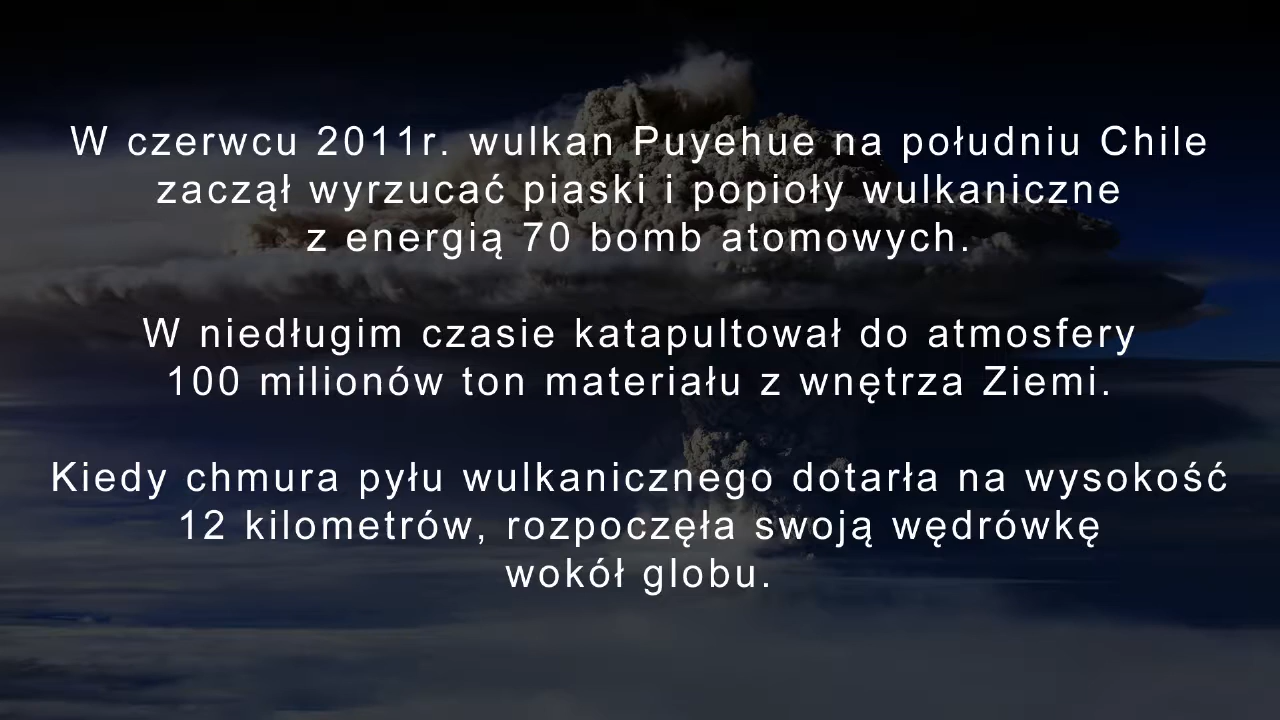 W czerwcu 2011r. wulkan Puyehue na południu Chile
zaczął wyrzucać piaski i popioły wulkaniczne
z energią 70 bomb atomowych.
W niedługim czasie katapultował do atmosfery
100 milionów ton materiału z wnętrza Ziemi.
Kiedy chmura pyłu wulkanicznego dotarła na wysokość
12 kilometrów, rozpoczęła swoją wędrówkę
wokół globu.